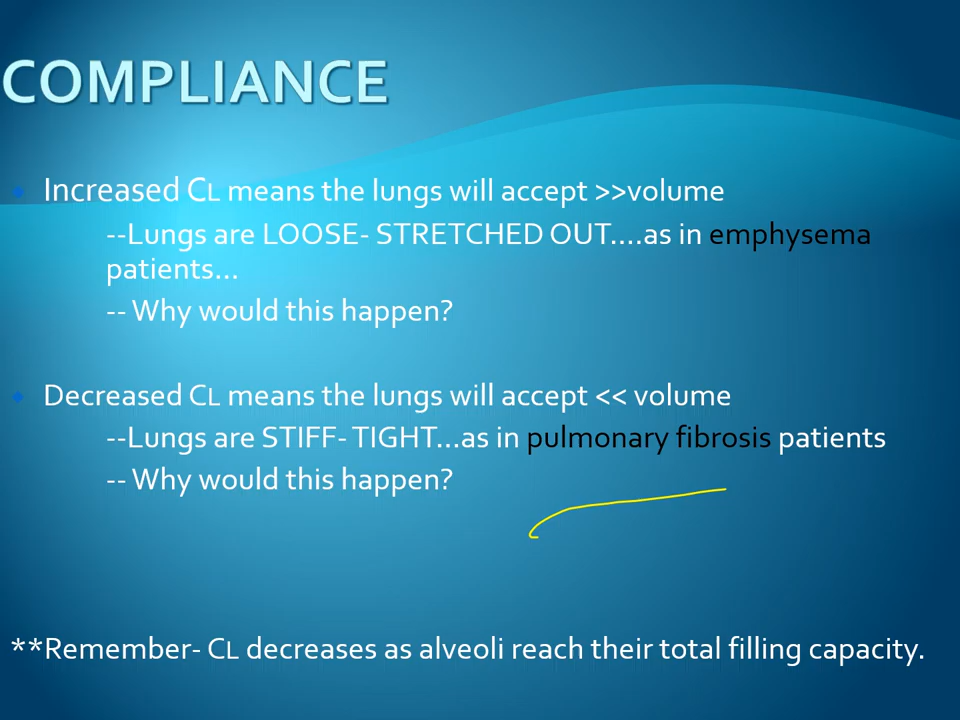 COMPLIANCE
Increased CL means the lungs will accept >>volume
--Lungs are LOOSE- STRETCHED OUT....as in emphysema
patients...
-- Why would this happen?
Decreased CL means the lungs will accept << volume
--Lungs are STIFF- TIGHT...as in pulmonary fibrosis patients
-- Why would this happen?
**Remember- CL decreases as alveoli reach their total filling capacity.